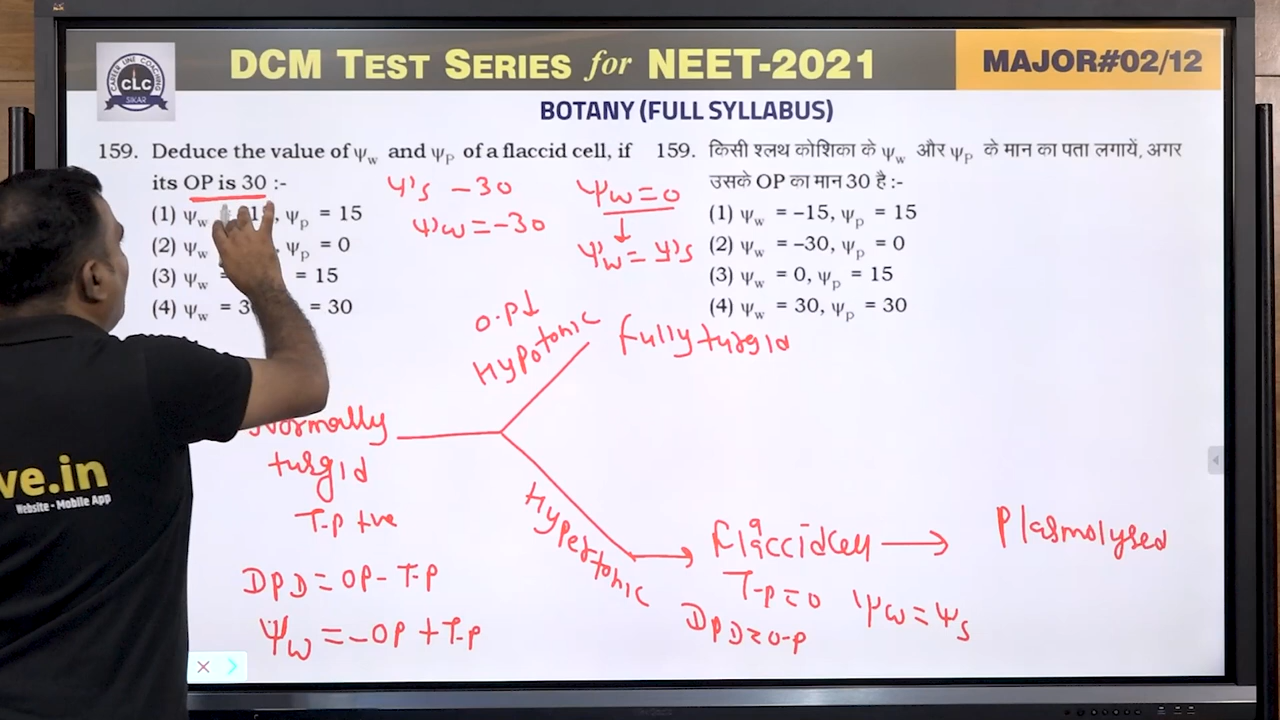 DCM TEST SERIES for NEET-2021
MAJOR#02/12
CAREER LINE COACHING
CLC
SIKAR
BOTANY (FULL SYLLABUS)
159. Deduce the value of ψw and ψp of a flaccid cell, if
its OP is 30 :-
(1) ψw ψp = 15
(2) ψw ψp = 0
(3) ψw = = 15
(4) ψw = 3 = 30
159. किसी श्लथ कोशिका के ψw और ψp के मान का पता लगायें, अगर
उसके OP का मान 30 है :-
(1) ψw = –15, ψp = 15
(2) ψw = –30, ψp = 0
(3) ψw = 0, ψp = 15
(4) ψw = 30, ψp = 30
ψs -30
ψw = -30
ψw = 0
↓
ψw = ψs
O.P↓
Hypotonic
Fully turgid
Normally
turgid
T-p +ve
DPD = OP - T-P
ψw = -OP + T-P
Hypertonic
Flaccid cell → Plasmolysed
T-p = 0 ψw = ψs
DPD = O-P
ve.in
Website - Mobile App